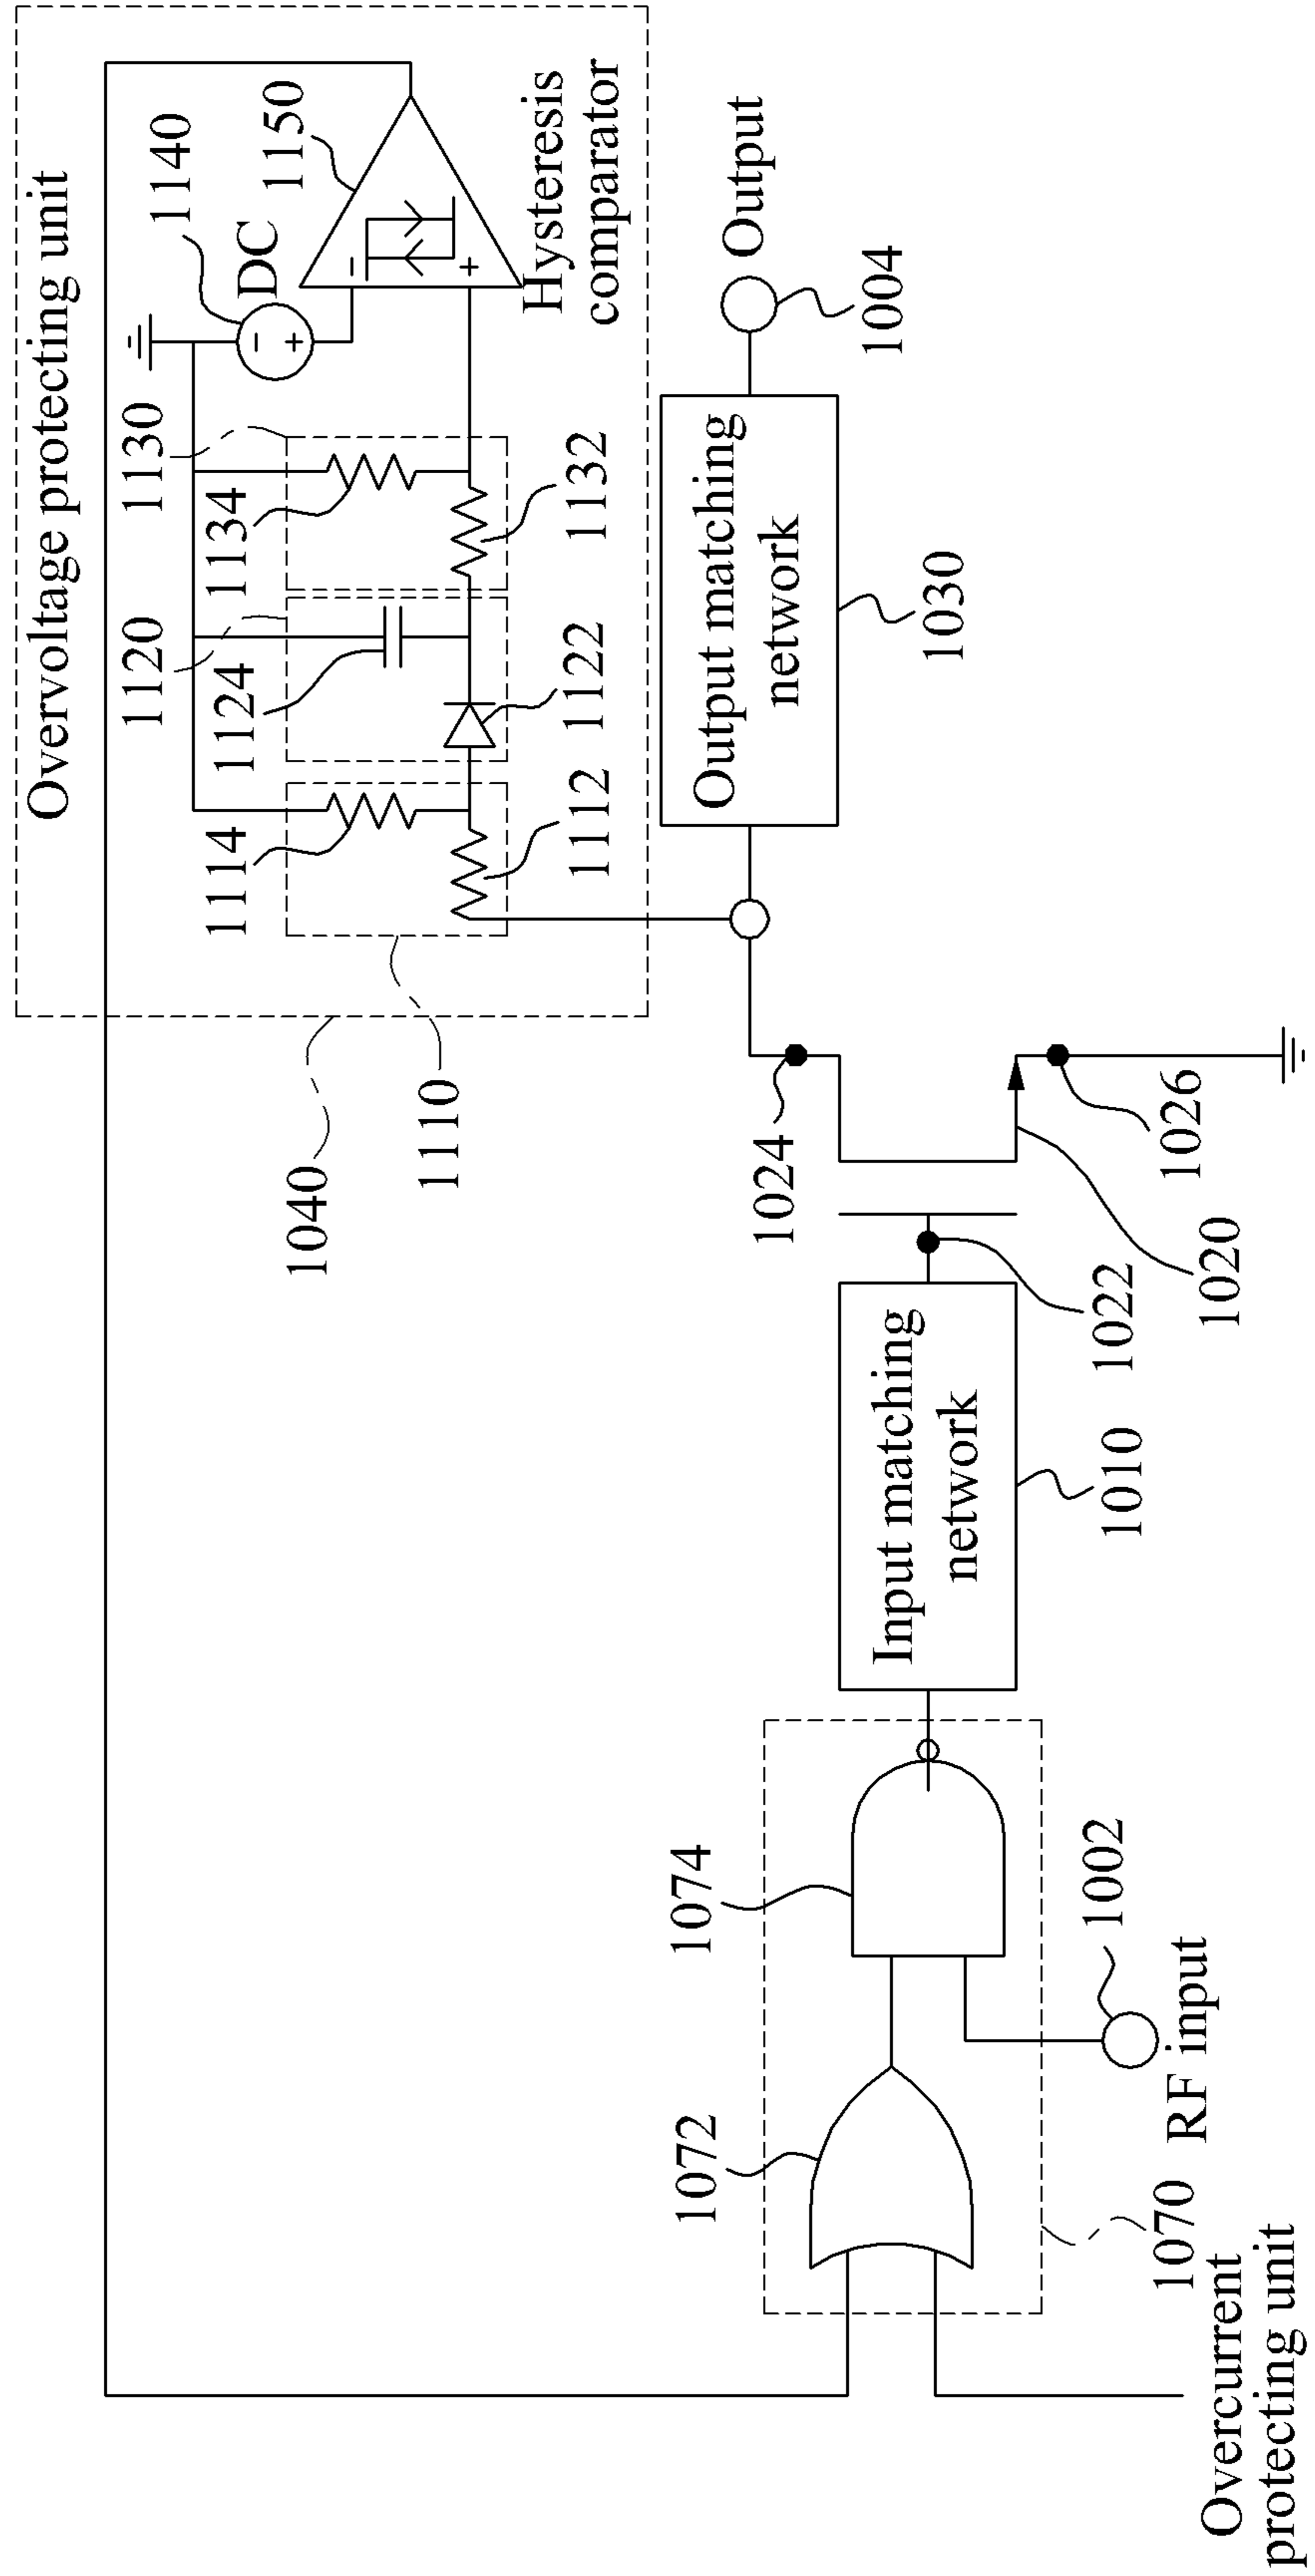 Overvoltage protecting unit
1140
DC
1150
Hysteresis
comparator
1130
1134
1132
1120
1124
1122
1114
1112
1110
1040
Output
1004
Output matching
network
1030
1024
1026
1020
1022
Input matching
network
1010
1074
1072
1002
RF input
1070
Overcurrent
protecting unit